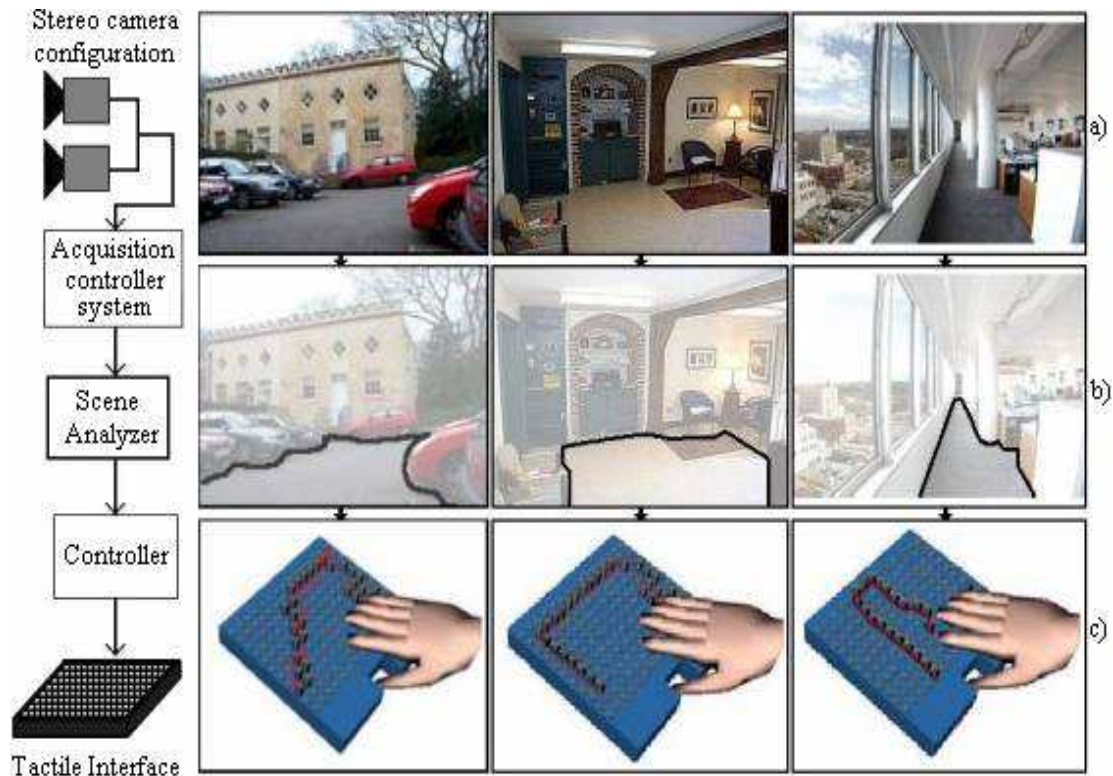 Stereo camera
configuration
Acquisition
controller
system
Scene
Analyzer
Controller
Tactile Interface
a)
b)
c)